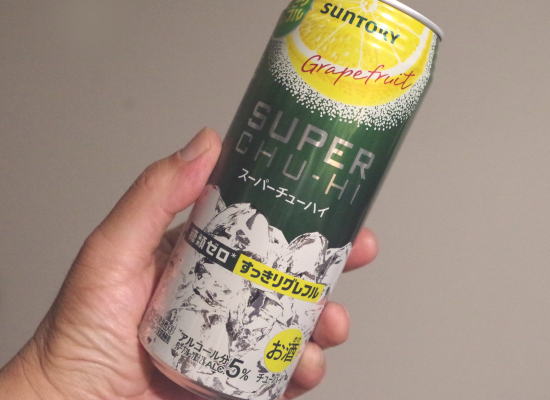 SUNTORY
Grapefruit
SUPER
CHU-HI
スーパーチューハイ
糖類ゼロ*
すっきりグレフル
お酒
アルコール分
5%